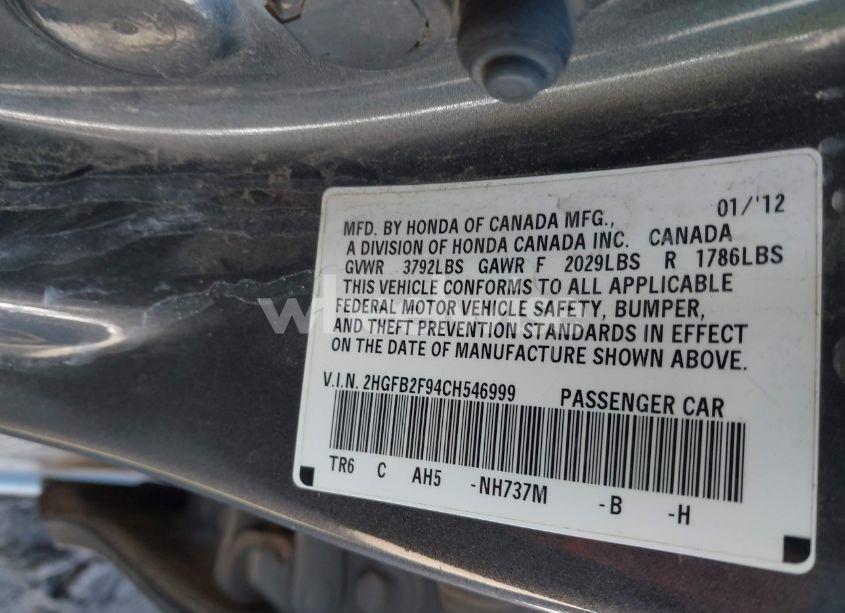 01/'12
MFD. BY HONDA OF CANADA MFG.,
A DIVISION OF HONDA CANADA INC. CANADA
GVWR 3792LBS GAWR F 2029LBS R 1786LBS
THIS VEHICLE CONFORMS TO ALL APPLICABLE
FEDERAL MOTOR VEHICLE SAFETY, BUMPER,
AND THEFT PREVENTION STANDARDS IN EFFECT
ON THE DATE OF MANUFACTURE SHOWN ABOVE.
V.I.N. 2HGFB2F94CH546999 PASSENGER CAR
TR6 C AH5 -NH737M -B -H